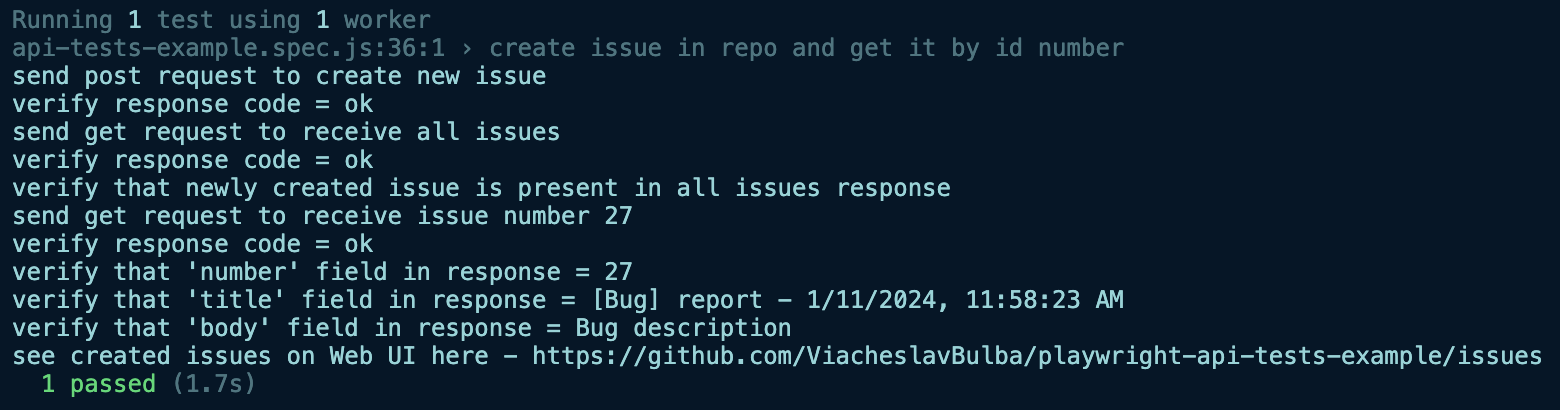 Running 1 test using 1 worker
api-tests-example.spec.js:36:1 › create issue in repo and get it by id number
send post request to create new issue
verify response code = ok
send get request to receive all issues
verify response code = ok
verify that newly created issue is present in all issues response
send get request to receive issue number 27
verify response code = ok
verify that 'number' field in response = 27
verify that 'title' field in response = [Bug] report - 1/11/2024, 11:58:23 AM
verify that 'body' field in response = Bug description
see created issues on Web UI here - https://github.com/ViacheslavBulba/playwright-api-tests-example/issues
1 passed (1.7s)